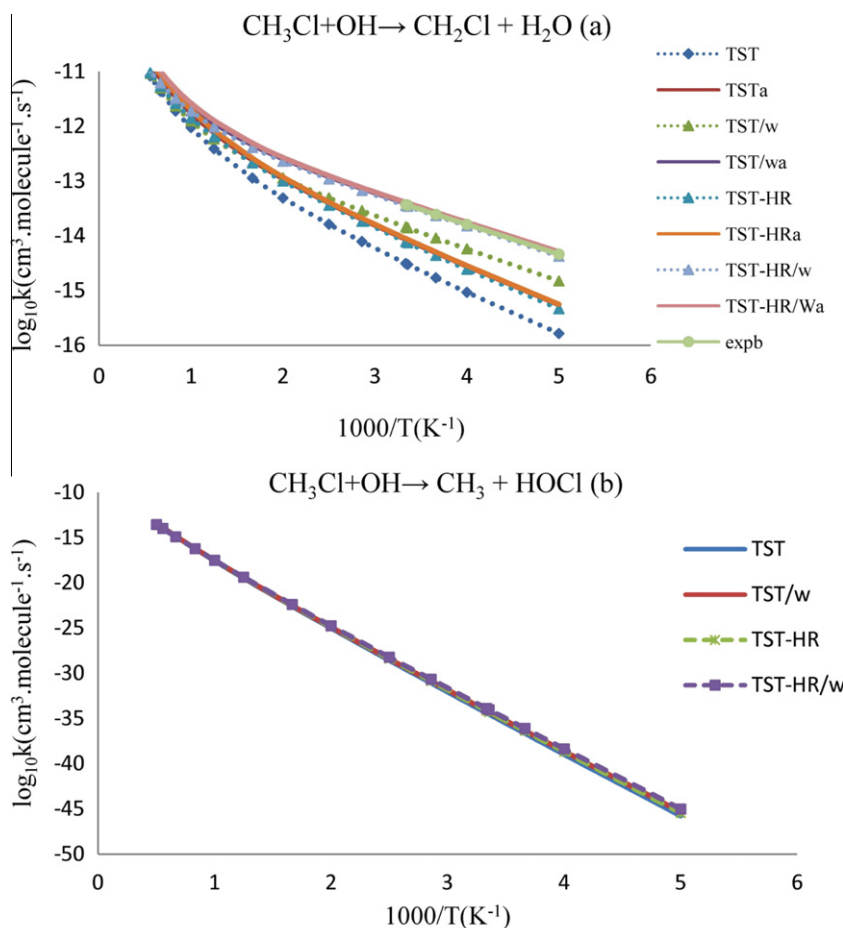 CH₃Cl+OH→ CH₂Cl + H₂O (a)
log₁₀k(cm³.molecule⁻¹.s⁻¹)
-11
-12
-13
-14
-15
-16
0 1 2 3 4 5 6
1000/T(K⁻¹)
TST
TSTa
TST/w
TST/wa
TST-HR
TST-HRa
TST-HR/w
TST-HR/Wa
expb
CH₃Cl+OH→ CH₃ + HOCl (b)
log₁₀k(cm³.molecule⁻¹.s⁻¹)
-10
-15
-20
-25
-30
-35
-40
-45
-50
0 1 2 3 4 5 6
1000/T(K⁻¹)
TST
TST/w
TST-HR
TST-HR/w